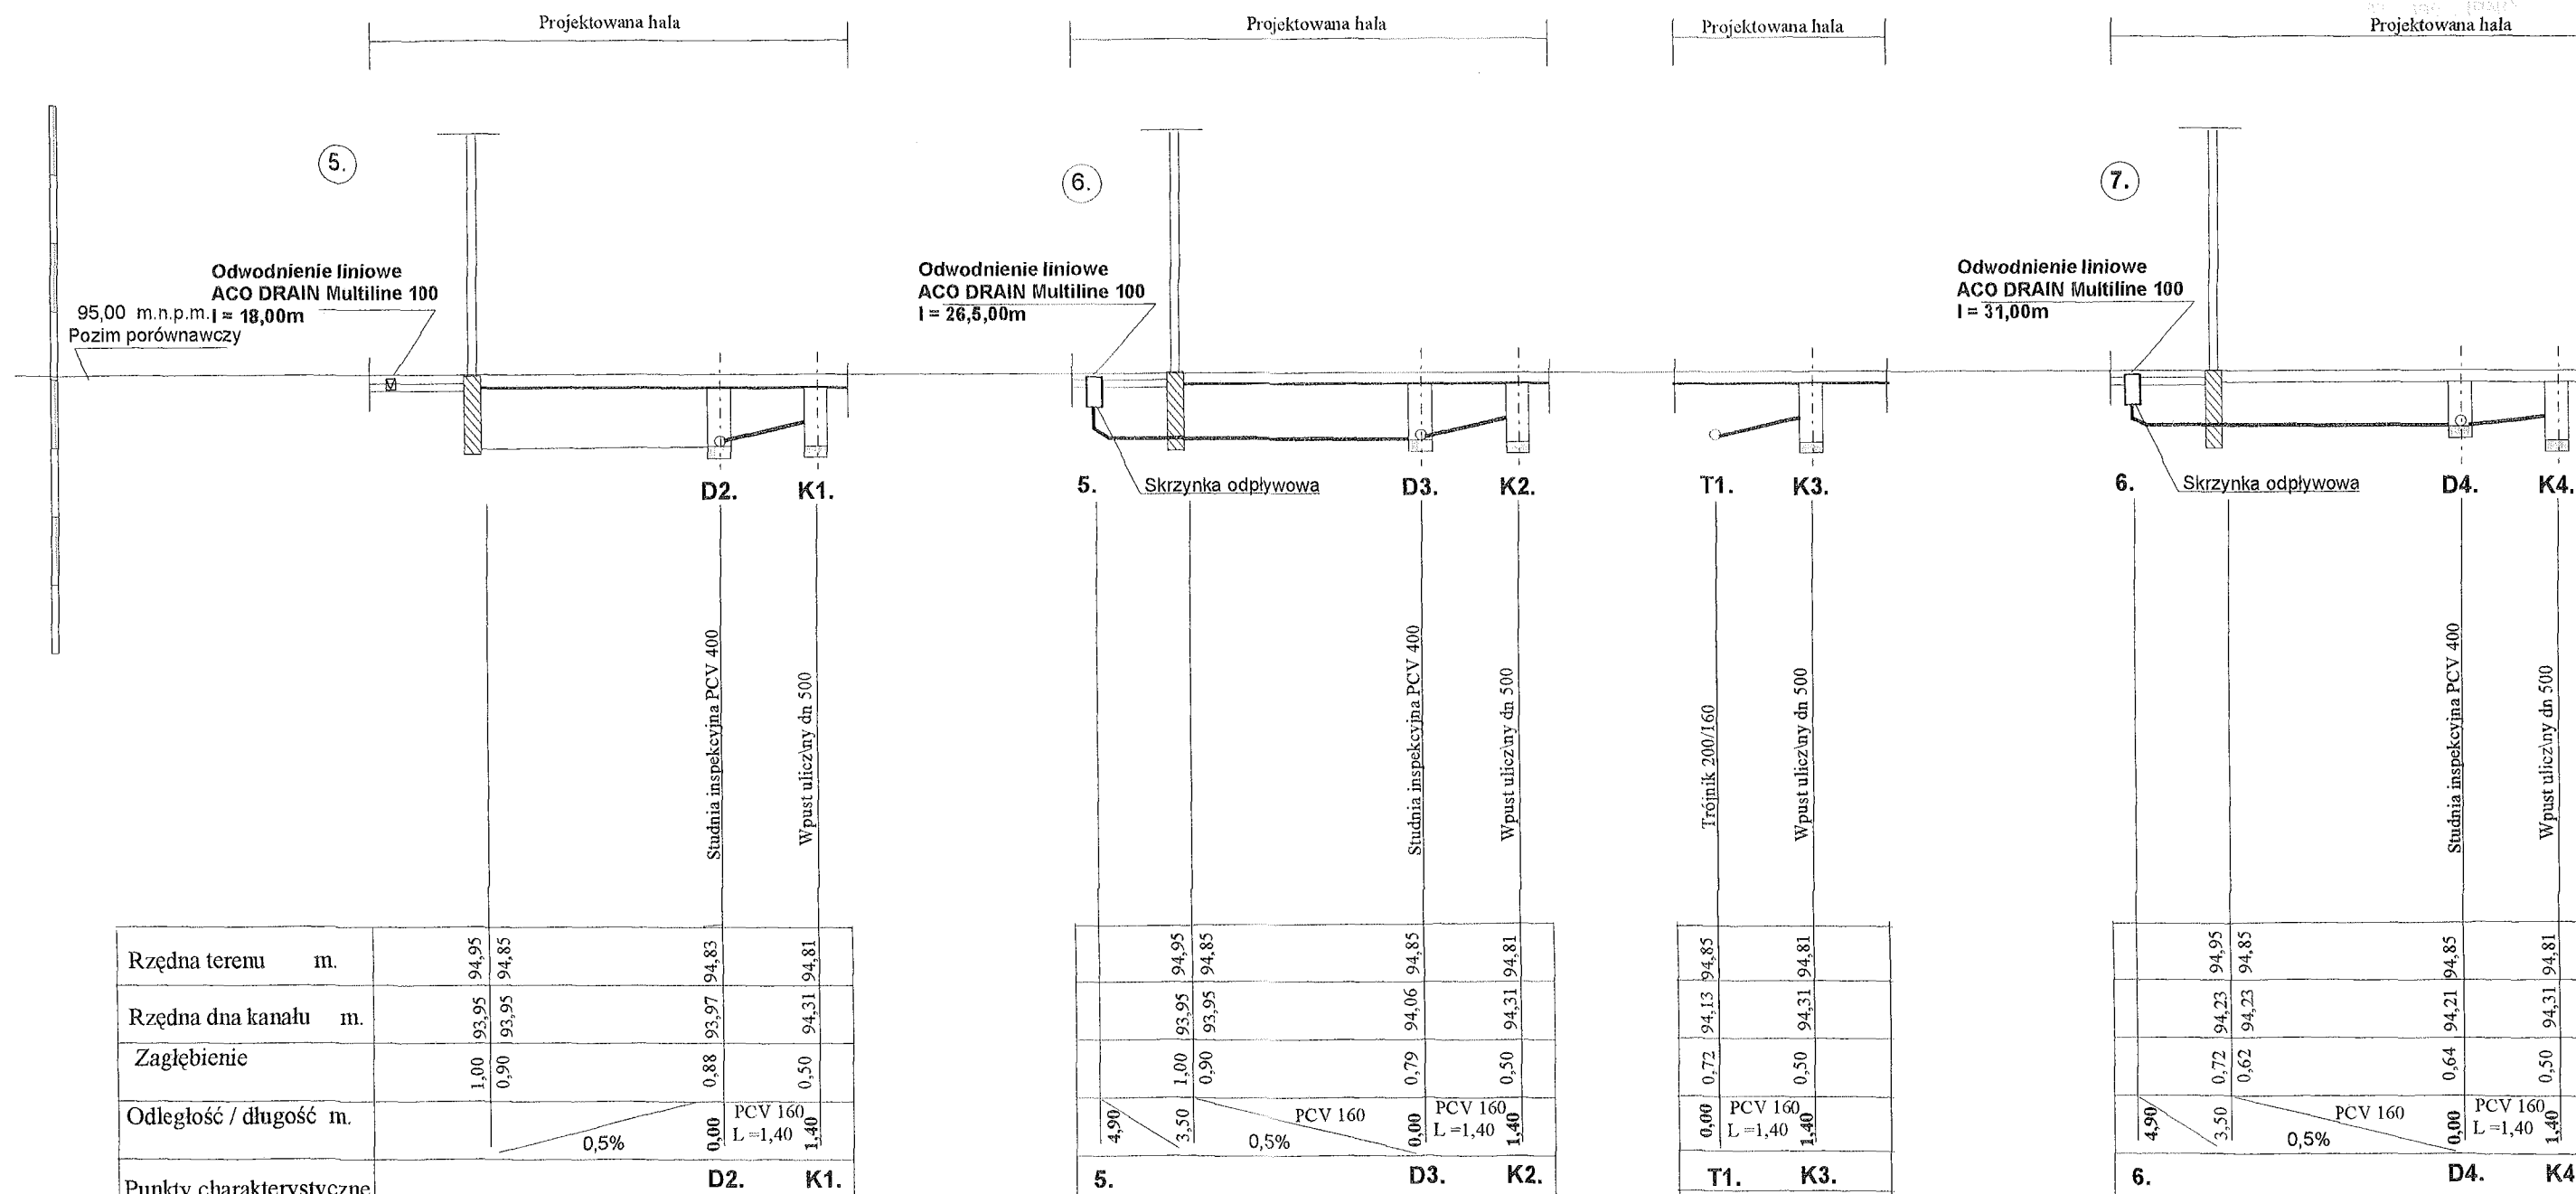 Projektowana hala
Projektowana hala
Projektowana hala
Projektowana hala
5.
6.
7.
Odwodnienie liniowe
ACO DRAIN Multiline 100
l = 18,00m
95,00 m.n.p.m.
Pozim porównawczy
Odwodnienie liniowe
ACO DRAIN Multiline 100
l = 26,5,00m
Odwodnienie liniowe
ACO DRAIN Multiline 100
l = 31,00m
D2. K1.
5. Skrzynka odpływowa D3. K2.
T1. K3.
6. Skrzynka odpływowa D4. K4.
Studnia inspekcyjna PCV 400
Wpust ulicz\ny dn 500
Studnia inspekcyjna PCV 400
Wpust ulicz\ny dn 500
Trójnik 200/160
Wpust ulicz\ny dn 500
Studnia inspekcyjna PCV 400
Wpust ulicz\ny dn 500
Rzędna terenu m. 94,95 94,85 94,83 94,81 94,95 94,85 94,85 94,81 94,85 94,81 94,95 94,85 94,85 94,81
Rzędna dna kanału m. 93,95 93,95 93,97 94,31 93,95 93,95 94,06 94,31 94,13 94,31 94,23 94,23 94,21 94,31
Zagłębienie 1,00 0,90 0,88 0,50 1,00 0,90 0,79 0,50 0,72 0,50 0,72 0,62 0,64 0,50
Odległość / długość m. 0,5% 0,00 PCV 160 L =1,40 1,40 4,90 3,50 0,5% PCV 160 0,00 PCV 160 L =1,40 1,40 0,00 PCV 160 L =1,40 1,40 4,90 3,50 0,5% PCV 160 0,00 PCV 160 L =1,40 1,40
Punkty charakterystyczne D2. K1. 5. D3. K2. T1. K3. 6. D4. K4